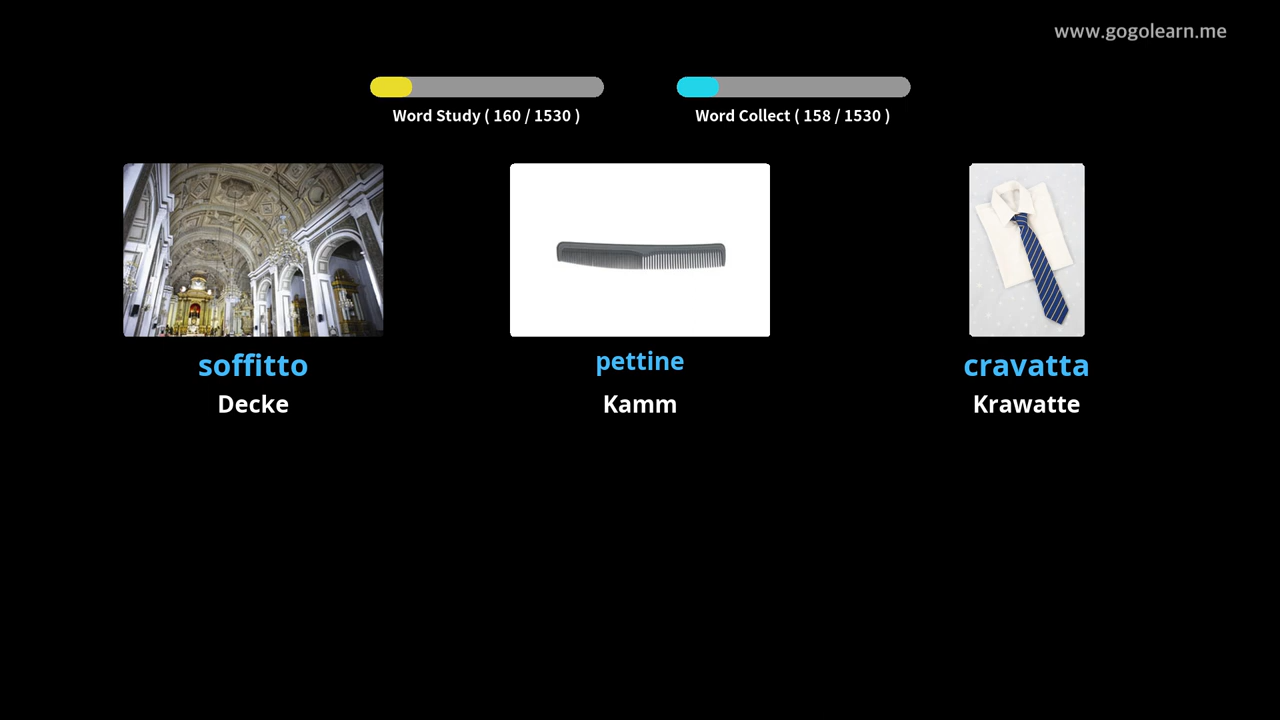 www.gogolearn.me
Word Study ( 160 / 1530 )
Word Collect ( 158 / 1530 )
soffitto
pettine
cravatta
Decke
Kamm
Krawatte